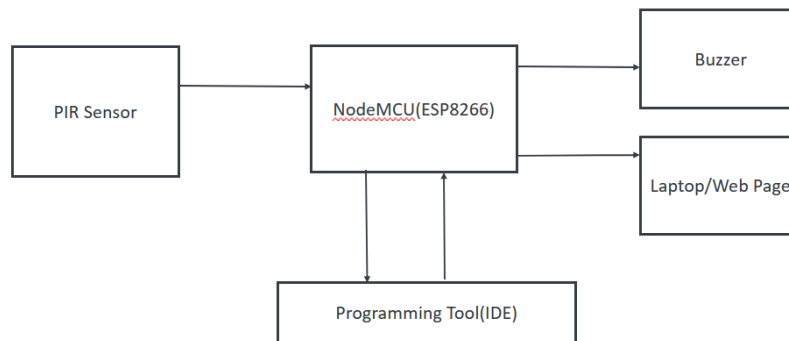 Buzzer
PIR Sensor
NodeMCU(ESP8266)
Laptop/Web Page
Programming Tool(IDE)